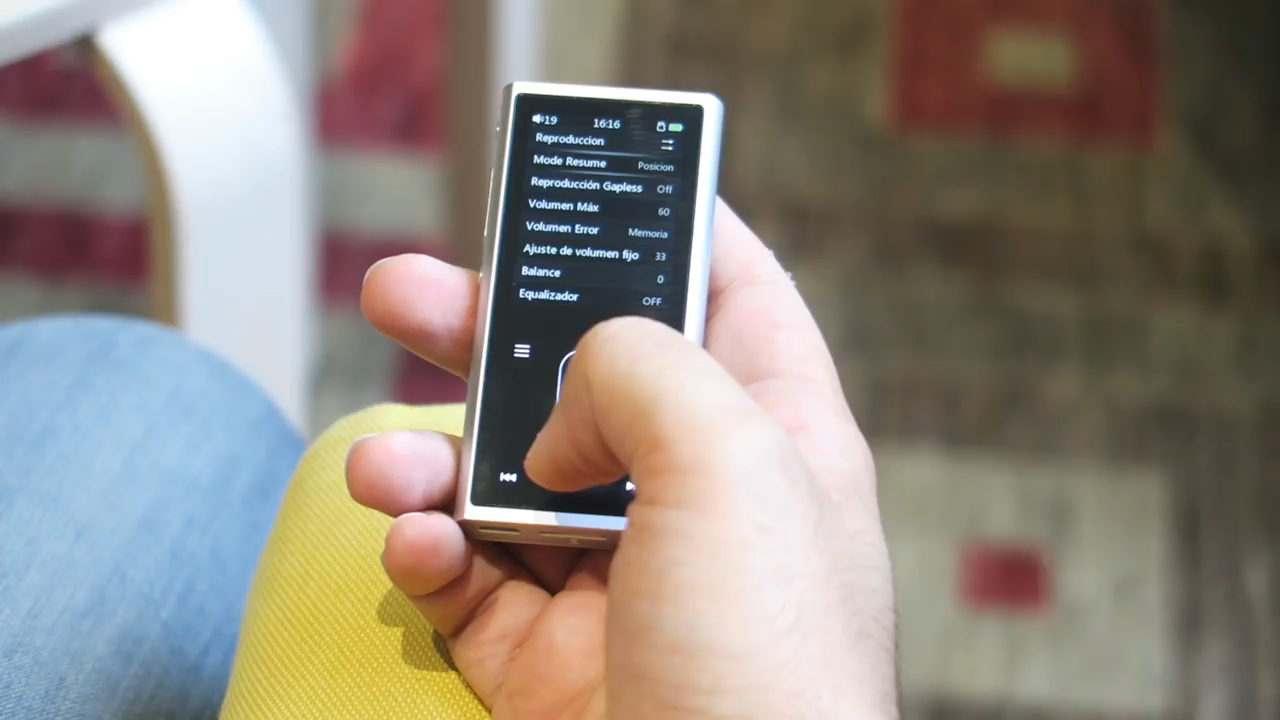 19 16:16
Reproduccion
Mode Resume Posicion
Reproducción Gapless Off
Volumen Máx 60
Volumen Error Memoria
Ajuste de volumen fijo 33
Balance 0
Equalizador OFF